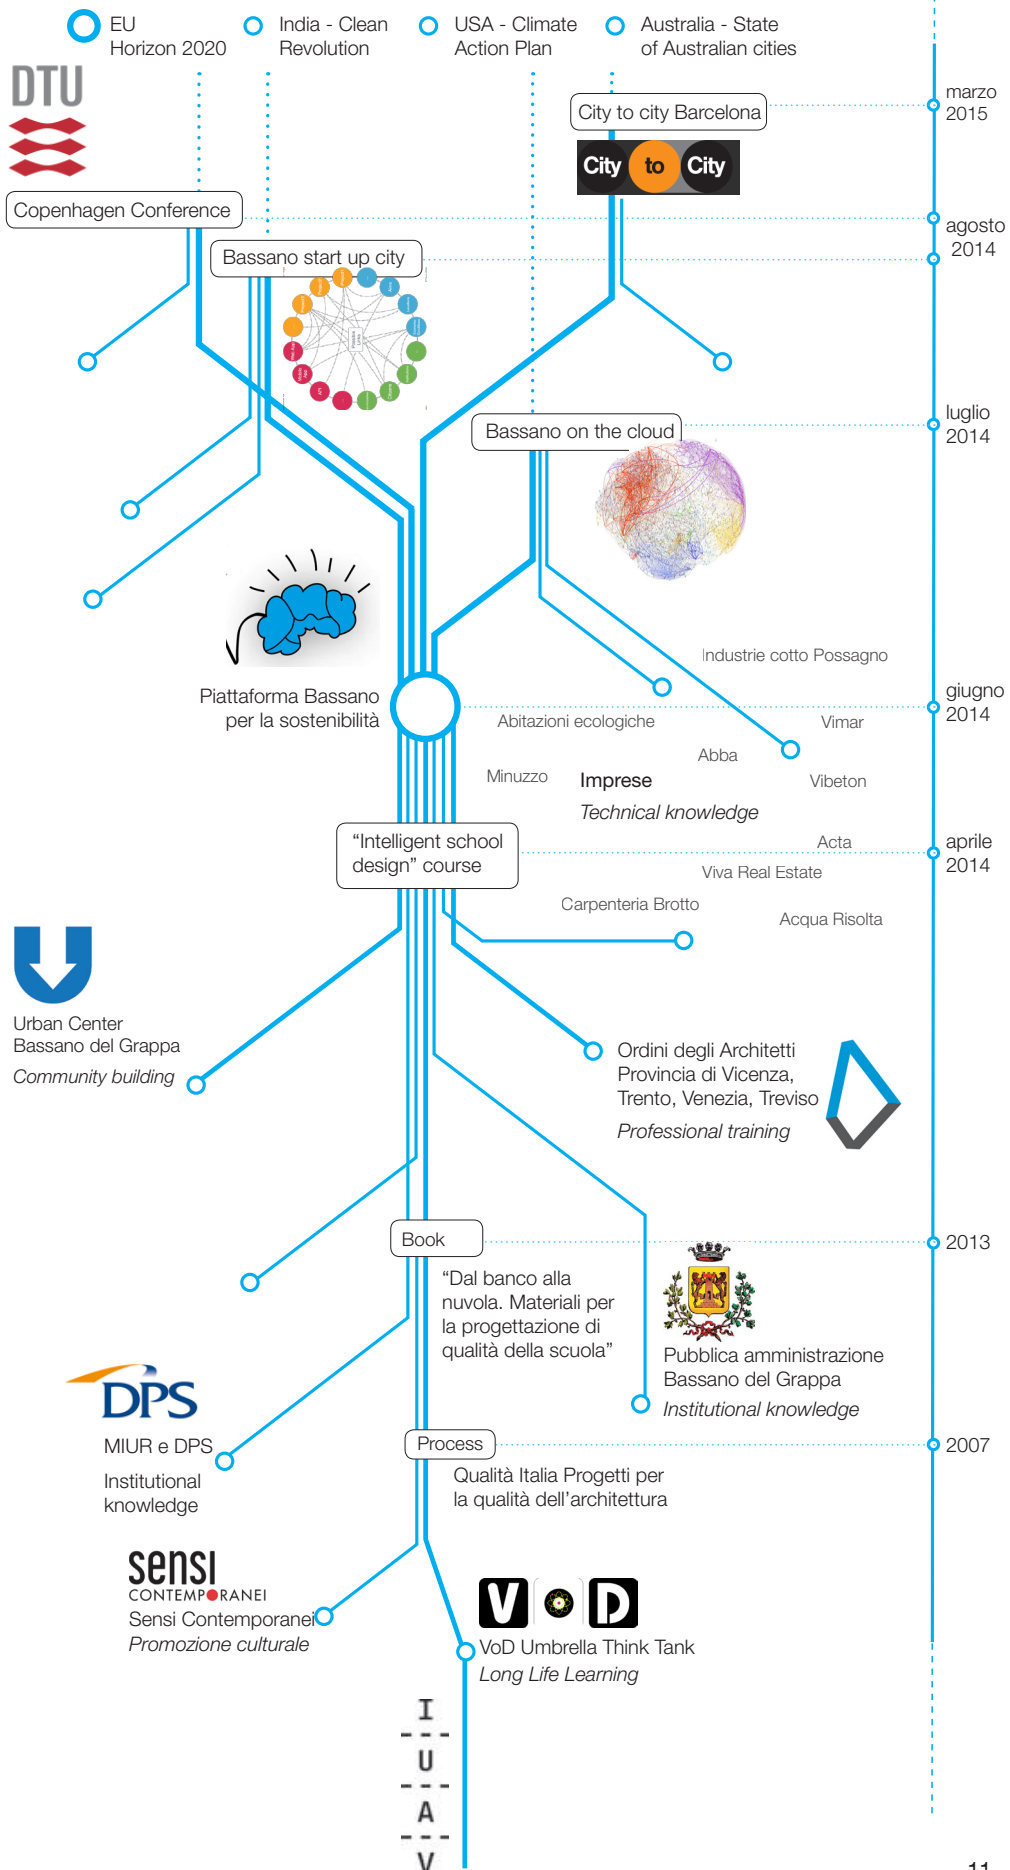 EU
Horizon 2020
India - Clean
Revolution
USA - Climate
Action Plan
Australia - State
of Australian cities
DTU
marzo
2015
City to city Barcelona
City to City
Copenhagen Conference
agosto
2014
Bassano start up city
luglio
2014
Bassano on the cloud
Industrie cotto Possagno
Piattaforma Bassano
per la sostenibilità
giugno
2014
Abitazioni ecologiche
Vimar
Abba
Minuzzo
Imprese
Vibeton
Technical knowledge
"Intelligent school
design" course
Acta
aprile
2014
Viva Real Estate
Carpenteria Brotto
Acqua Risolta
Urban Center
Bassano del Grappa
Community building
Ordini degli Architetti
Provincia di Vicenza,
Trento, Venezia, Treviso
Professional training
Book
2013
"Dal banco alla
nuvola. Materiali per
la progettazione di
qualità della scuola"
Pubblica amministrazione
Bassano del Grappa
Institutional knowledge
DPS
MIUR e DPS
Institutional
knowledge
Process
2007
Qualità Italia Progetti per
la qualità dell'architettura
sensi
CONTEMPORANEI
Sensi Contemporanei
Promozione culturale
V D
VoD Umbrella Think Tank
Long Life Learning
I
U
A
V
11